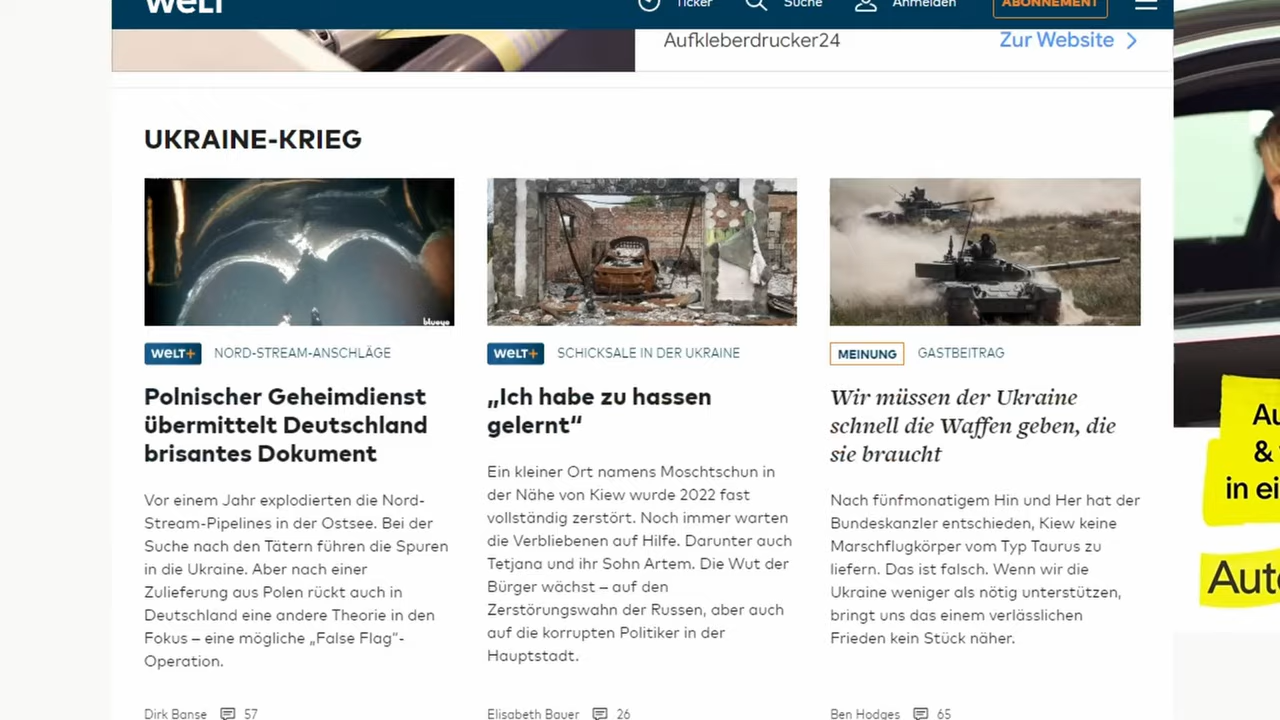 WELT
Ticker
Suche
Anmelden
ABONNEMENT
Aufkleberdrucker24
Zur Website
UKRAINE-KRIEG
blueye
WELT+ NORD-STREAM-ANSCHLÄGE
Polnischer Geheimdienst
übermittelt Deutschland
brisantes Dokument
Vor einem Jahr explodierten die Nord-
Stream-Pipelines in der Ostsee. Bei der
Suche nach den Tätern führen die Spuren
in die Ukraine. Aber nach einer
Zulieferung aus Polen rückt auch in
Deutschland eine andere Theorie in den
Fokus – eine mögliche „False Flag“-
Operation.
Dirk Banse 57
WELT+ SCHICKSALE IN DER UKRAINE
„Ich habe zu hassen
gelernt“
Ein kleiner Ort namens Moschtschun in
der Nähe von Kiew wurde 2022 fast
vollständig zerstört. Noch immer warten
die Verbliebenen auf Hilfe. Darunter auch
Tetjana und ihr Sohn Artem. Die Wut der
Bürger wächst – auf den
Zerstörungswahn der Russen, aber auch
auf die korrupten Politiker in der
Hauptstadt.
Elisabeth Bauer 26
MEINUNG GASTBEITRAG
Wir müssen der Ukraine
schnell die Waffen geben, die
sie braucht
Nach fünfmonatigem Hin und Her hat der
Bundeskanzler entschieden, Kiew keine
Marschflugkörper vom Typ Taurus zu
liefern. Das ist falsch. Wenn wir die
Ukraine weniger als nötig unterstützen,
bringt uns das einem verlässlichen
Frieden kein Stück näher.
Ben Hodges 65
Au
&
in ei
Aut